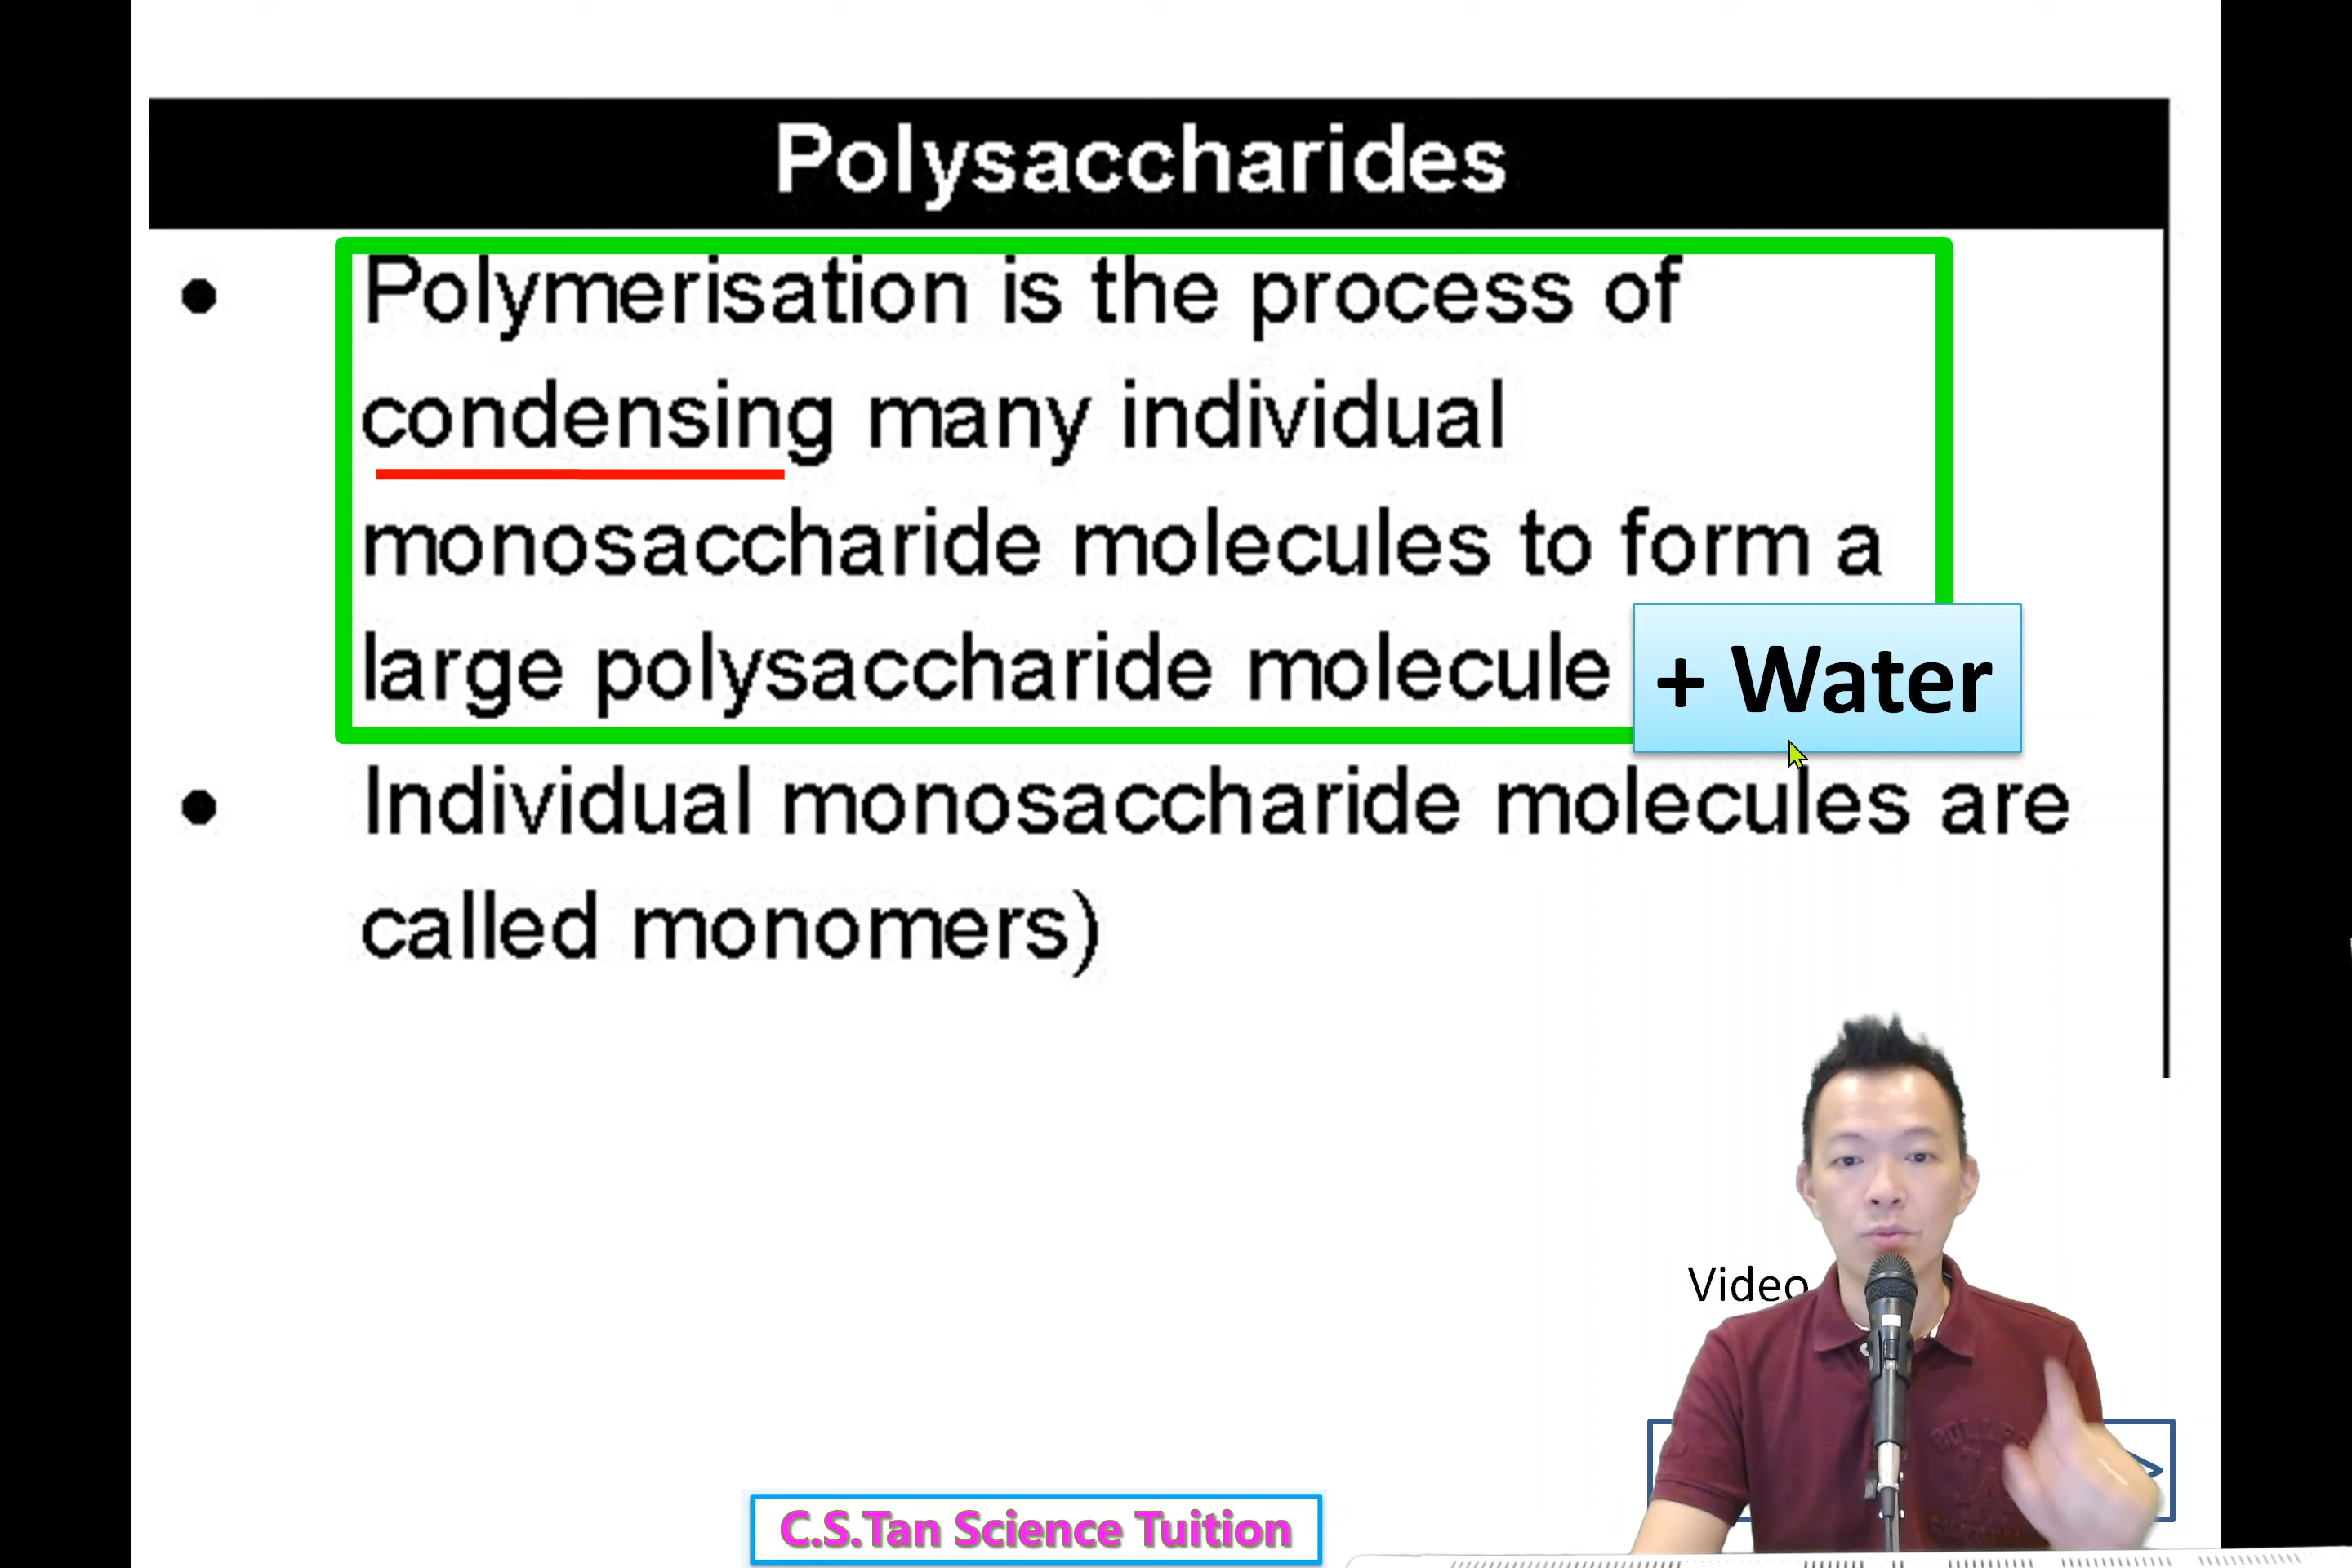 Polysaccharides
• Polymerisation is the process of
condensing many individual
monosaccharide molecules to form a
large polysaccharide molecule + Water
• Individual monosaccharide molecules are
called monomers)
Video
C.S.Tan Science Tuition